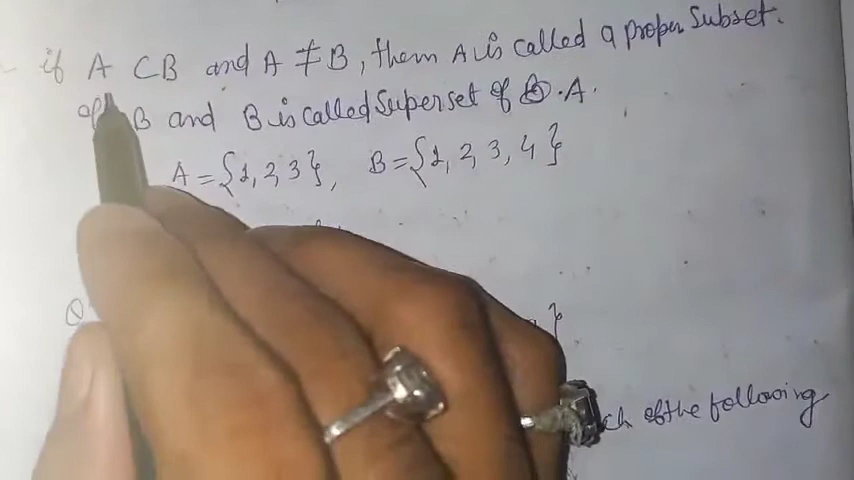 if A ⊂ B and A ≠ B, them A is called a proper Subset.
of B and B is called Superset of A.
A = {1, 2, 3}, B = {1, 2, 3, 4}
Q }
of the following